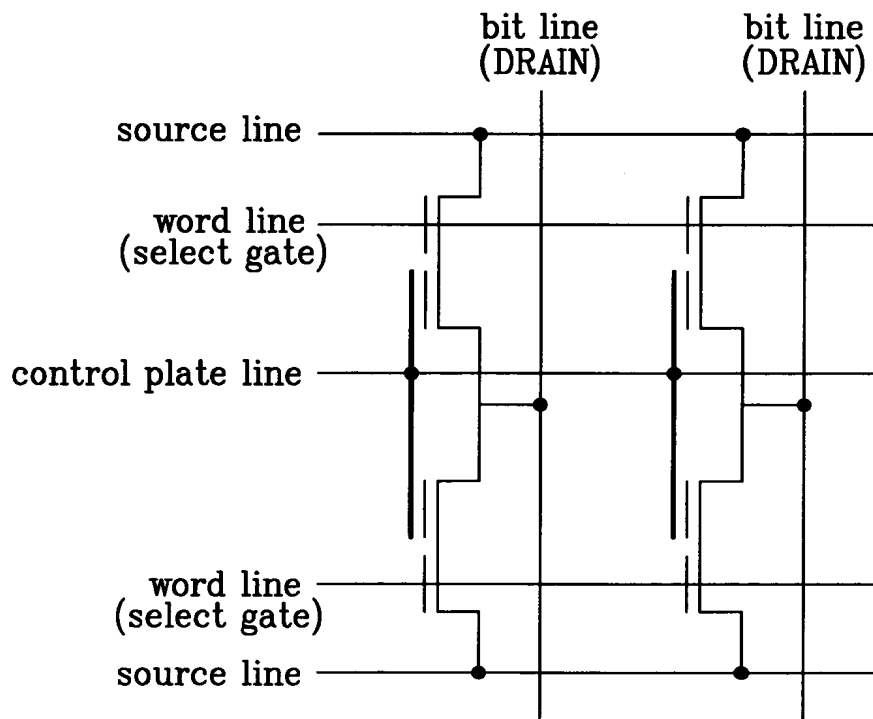 bit line
(DRAIN)
bit line
(DRAIN)
source line
word line
(select gate)
control plate line
word line
(select gate)
source line